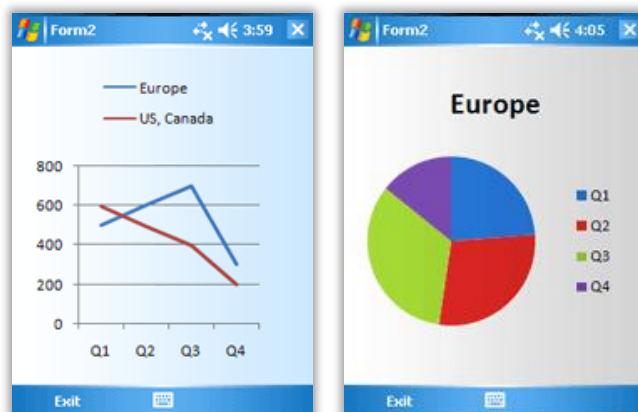 Form2 3:59
Europe
US, Canada
800
600
400
200
0
Q1 Q2 Q3 Q4
Exit
Form2 4:05
Europe
Q1
Q2
Q3
Q4
Exit